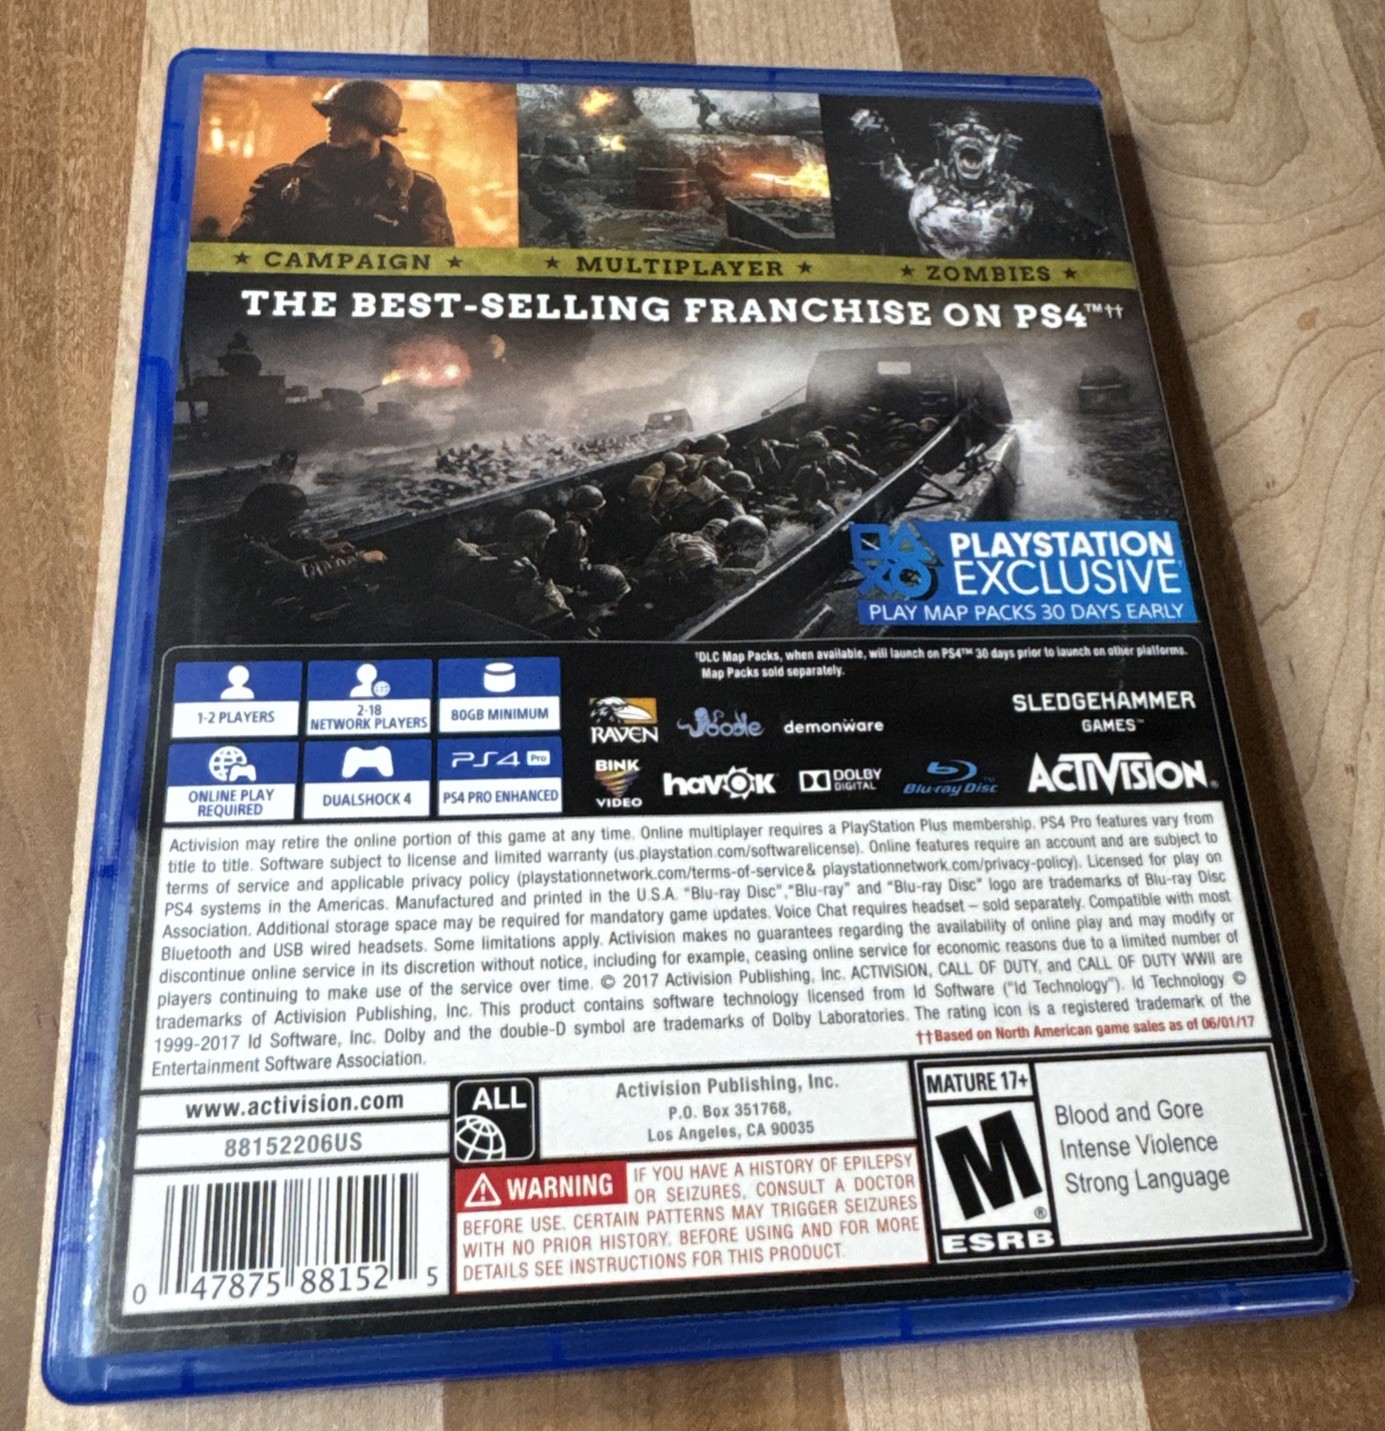 ★ CAMPAIGN ★
★ MULTIPLAYER ★
★ ZOMBIES ★
THE BEST-SELLING FRANCHISE ON PS4™††
PLAYSTATION
EXCLUSIVE†
PLAY MAP PACKS 30 DAYS EARLY
†DLC Map Packs, when available, will launch on PS4™ 30 days prior to launch on other platforms.
Map Packs sold separately.
1-2 PLAYERS
2-18
NETWORK PLAYERS
80GB MINIMUM
ONLINE PLAY
REQUIRED
DUALSHOCK 4
PS4 Pro
PS4 PRO ENHANCED
RAVEN
Oodle
demonware
SLEDGEHAMMER
GAMES™
BINK
VIDEO
havok
DOLBY
DIGITAL
Blu-ray Disc™
ACTIVISION®
Activision may retire the online portion of this game at any time. Online multiplayer requires a PlayStation Plus membership. PS4 Pro features vary from
title to title. Software subject to license and limited warranty (us.playstation.com/softwarelicense). Online features require an account and are subject to
terms of service and applicable privacy policy (playstationnetwork.com/terms-of-service & playstationnetwork.com/privacy-policy). Licensed for play on
PS4 systems in the Americas. Manufactured and printed in the U.S.A. "Blu-ray Disc", "Blu-ray" and "Blu-ray Disc" logo are trademarks of Blu-ray Disc
Association. Additional storage space may be required for mandatory game updates. Voice Chat requires headset – sold separately. Compatible with most
Bluetooth and USB wired headsets. Some limitations apply. Activision makes no guarantees regarding the availability of online play and may modify or
discontinue online service in its discretion without notice, including for example, ceasing online service for economic reasons due to a limited number of
players continuing to make use of the service over time. © 2017 Activision Publishing, Inc. ACTIVISION, CALL OF DUTY, and CALL OF DUTY WWII are
trademarks of Activision Publishing, Inc. This product contains software technology licensed from Id Software ("Id Technology"). Id Technology ©
1999-2017 Id Software, Inc. Dolby and the double-D symbol are trademarks of Dolby Laboratories. The rating icon is a registered trademark of the
Entertainment Software Association.
††Based on North American game sales as of 06/01/17
www.activision.com
88152206US
ALL
Activision Publishing, Inc.
P.O. Box 351768,
Los Angeles, CA 90035
WARNING IF YOU HAVE A HISTORY OF EPILEPSY
OR SEIZURES, CONSULT A DOCTOR
BEFORE USE. CERTAIN PATTERNS MAY TRIGGER SEIZURES
WITH NO PRIOR HISTORY. BEFORE USING AND FOR MORE
DETAILS SEE INSTRUCTIONS FOR THIS PRODUCT.
MATURE 17+
M®
ESRB
Blood and Gore
Intense Violence
Strong Language
0 47875 88152 5